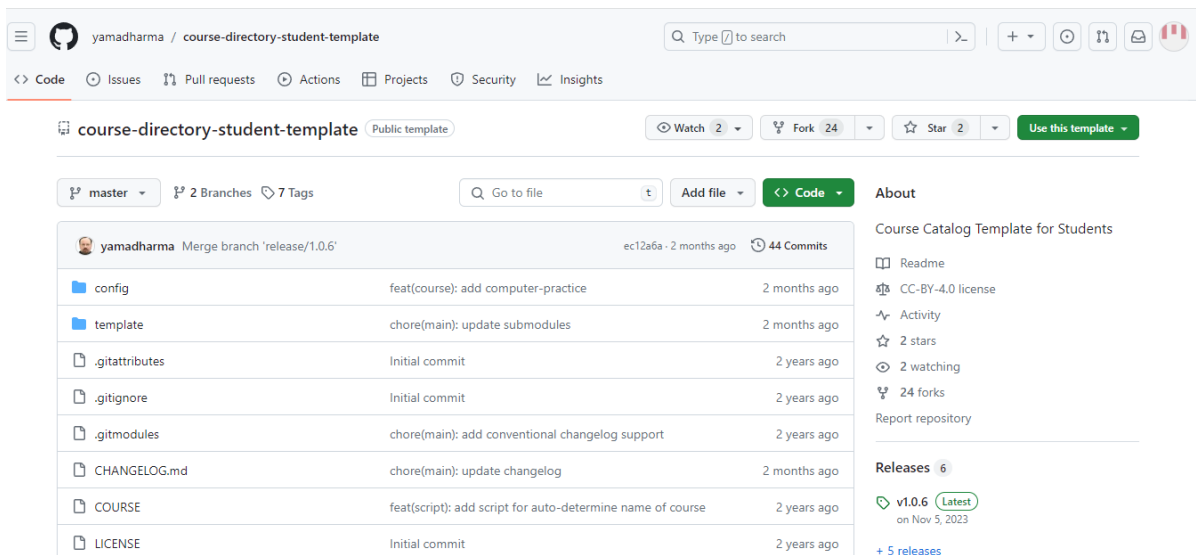 yamadharma / course-directory-student-template
Type / to search
Code Issues Pull requests Actions Projects Security Insights
course-directory-student-template Public template
Watch 2 Fork 24 Star 2 Use this template
master 2 Branches 7 Tags Go to file t Add file Code
yamadharma Merge branch 'release/1.0.6' ec12a6a · 2 months ago 44 Commits
config feat(course): add computer-practice 2 months ago
template chore(main): update submodules 2 months ago
.gitattributes Initial commit 2 years ago
.gitignore Initial commit 2 years ago
.gitmodules chore(main): add conventional changelog support 2 years ago
CHANGELOG.md chore(main): update changelog 2 months ago
COURSE feat(script): add script for auto-determine name of course 2 years ago
LICENSE Initial commit 2 years ago
About
Course Catalog Template for Students
Readme
CC-BY-4.0 license
Activity
2 stars
2 watching
24 forks
Report repository
Releases 6
v1.0.6 Latest
on Nov 5, 2023
+ 5 releases